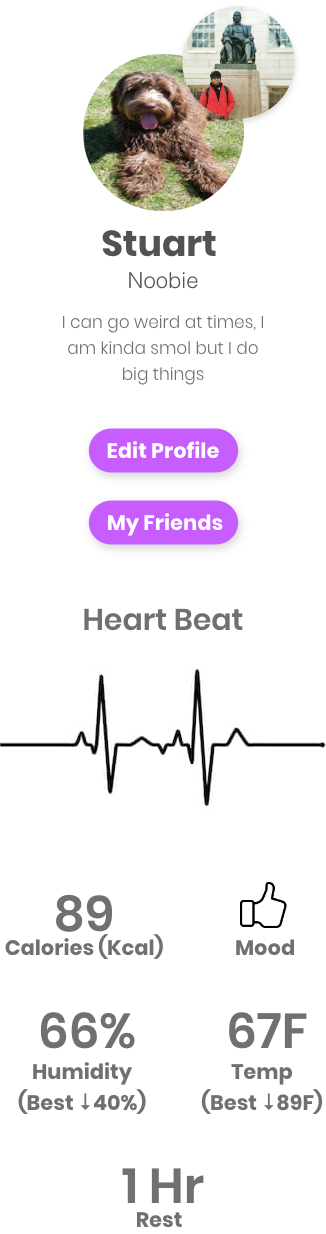 Stuart
Noobie
I can go weird at times, I
am kinda smol but I do
big things
Edit Profile
My Friends
Heart Beat
89
Calories (Kcal)
Mood
66%
Humidity
(Best ↓40%)
67F
Temp
(Best ↓89F)
1 Hr
Rest